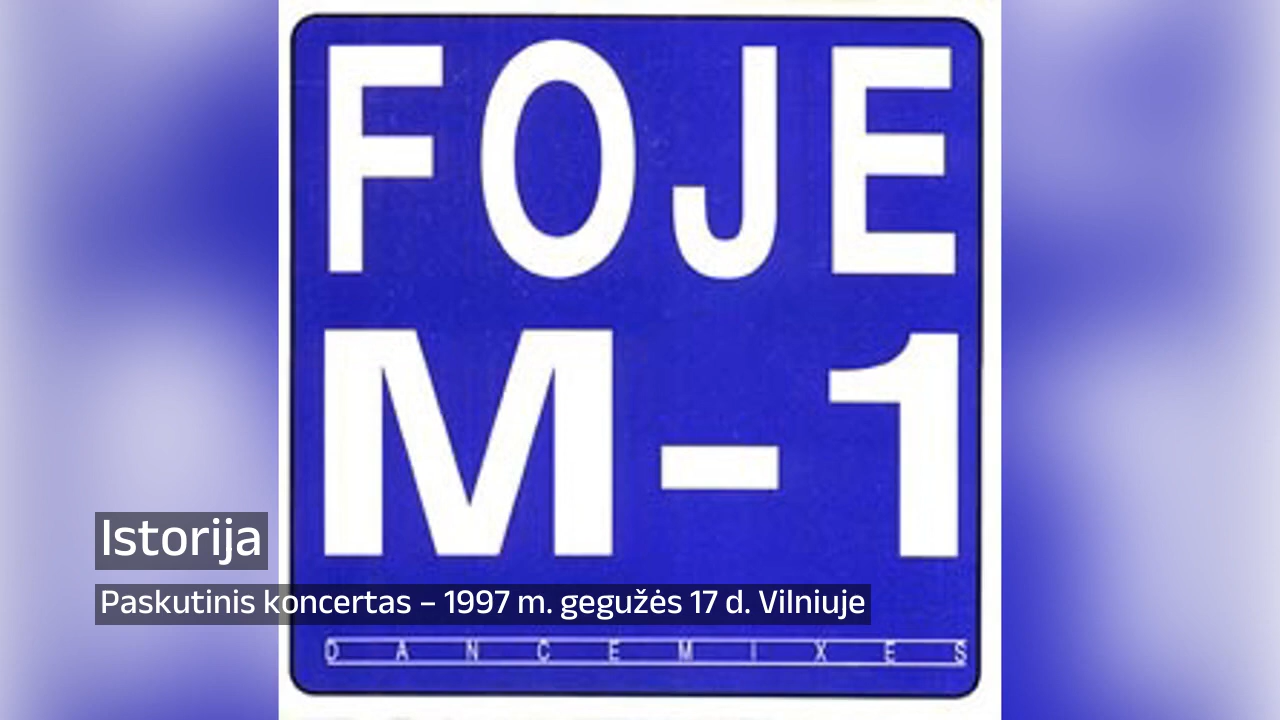 FOJE
M-1
Istorija
Paskutinis koncertas – 1997 m. gegužės 17 d. Vilniuje
DANCEMIXES